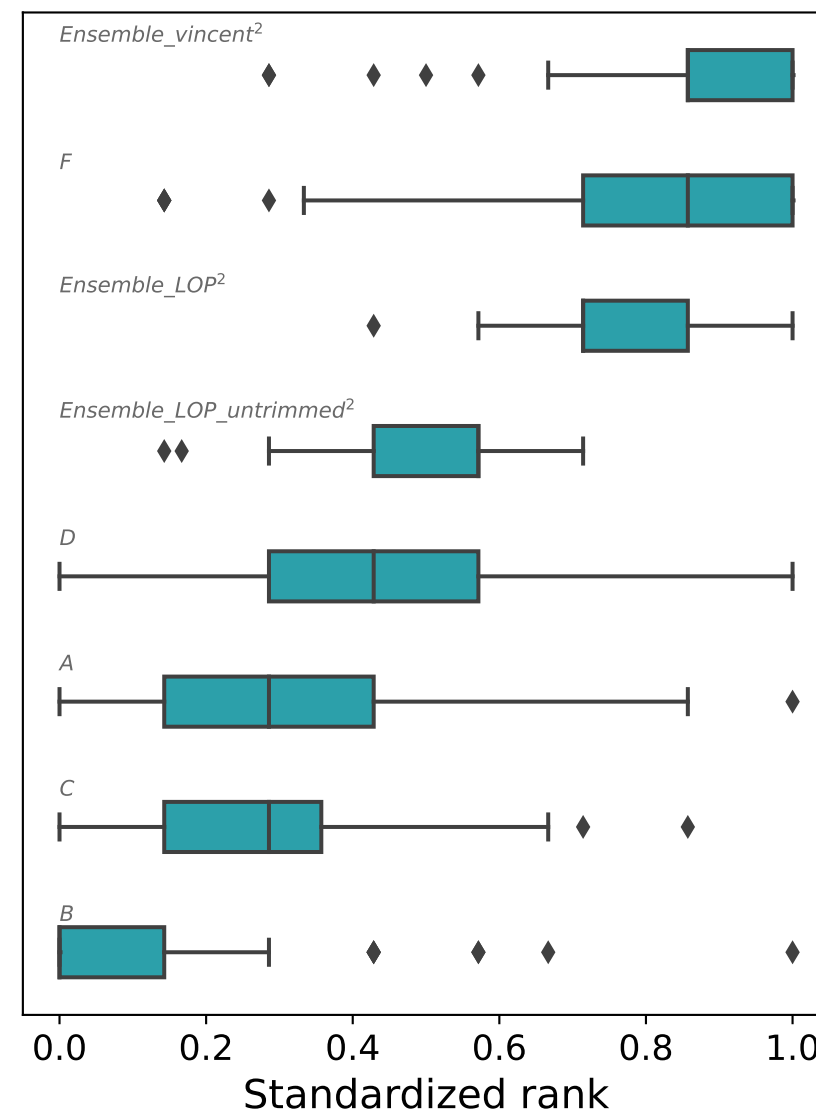 Ensemble_vincent²
F
Ensemble_LOP²
Ensemble_LOP_untrimmed²
D
A
C
B
0.0 0.2 0.4 0.6 0.8 1.0
Standardized rank